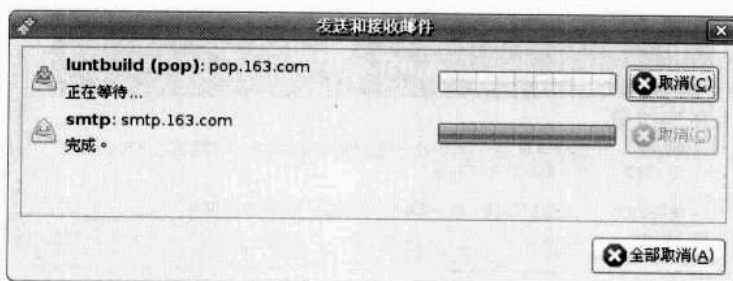 发送和接收邮件
luntbuild (pop): pop.163.com
正在等待...
取消(C)
smtp: smtp.163.com
完成。
取消(C)
全部取消(A)